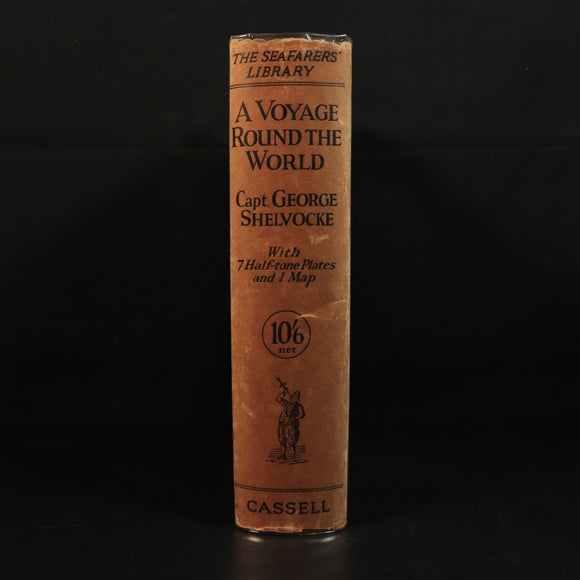 THE SEAFARERS'
LIBRARY
A VOYAGE
ROUND THE
WORLD
Capt. GEORGE
SHELVOCKE
With
7 Half-tone Plates
and 1 Map
10/6
net
CASSELL